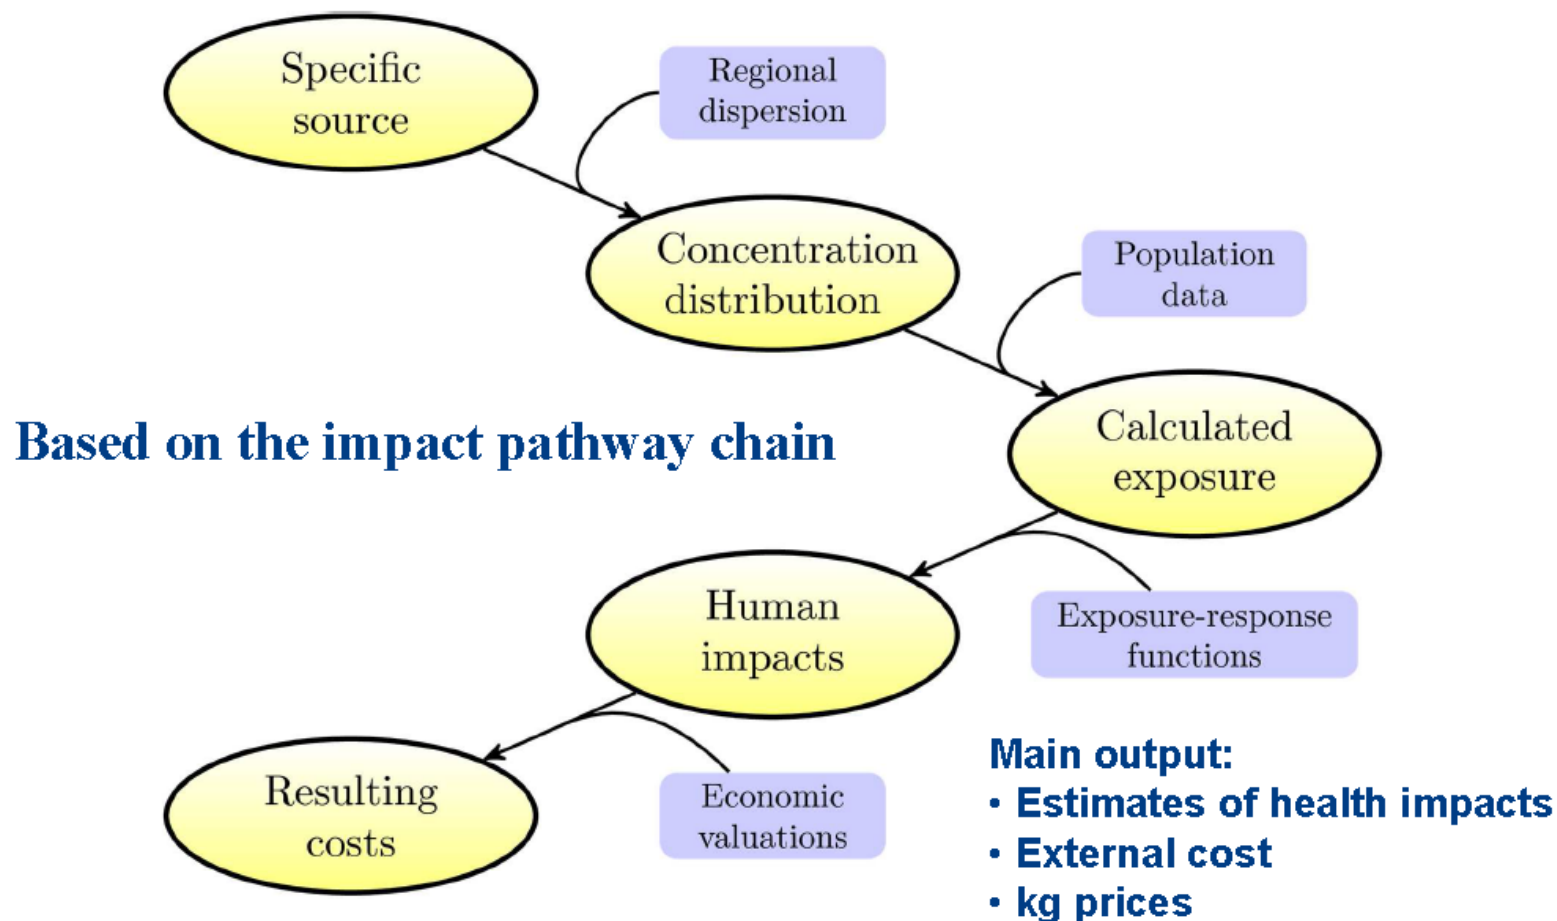 Specific
source
Regional
dispersion
Concentration
distribution
Population
data
Based on the impact pathway chain
Calculated
exposure
Human
impacts
Exposure-response
functions
Resulting
costs
Economic
valuations
Main output:
• Estimates of health impacts
• External cost
• kg prices